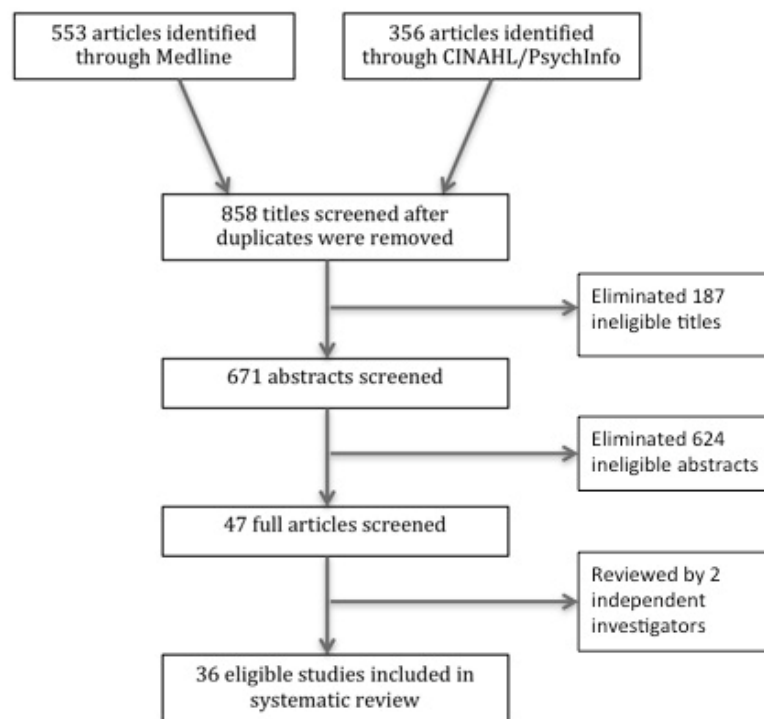 553 articles identified
through Medline
356 articles identified
through CINAHL/PsychInfo
858 titles screened after
duplicates were removed
Eliminated 187
ineligible titles
671 abstracts screened
Eliminated 624
ineligible abstracts
47 full articles screened
Reviewed by 2
independent
investigators
36 eligible studies included in
systematic review